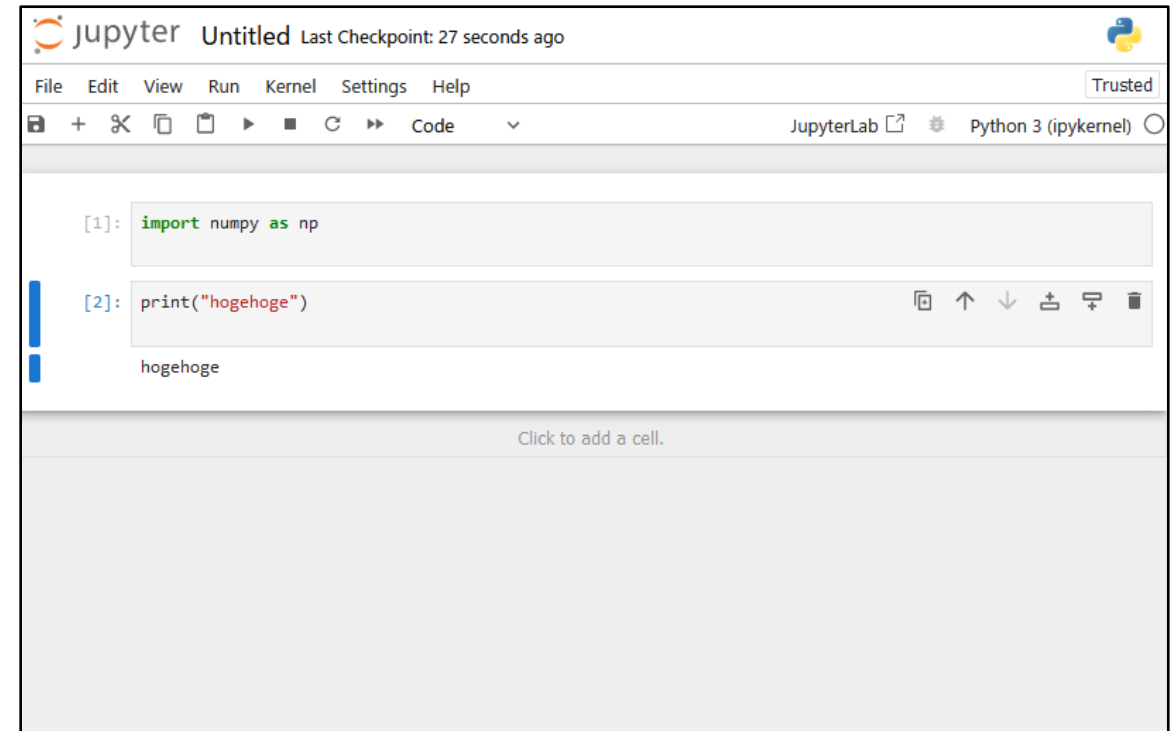 jupyter Untitled Last Checkpoint: 27 seconds ago
File Edit View Run Kernel Settings Help Trusted
Code JupyterLab Python 3 (ipykernel)
[1]: import numpy as np
[2]: print("hogehoge")
hogehoge
Click to add a cell.